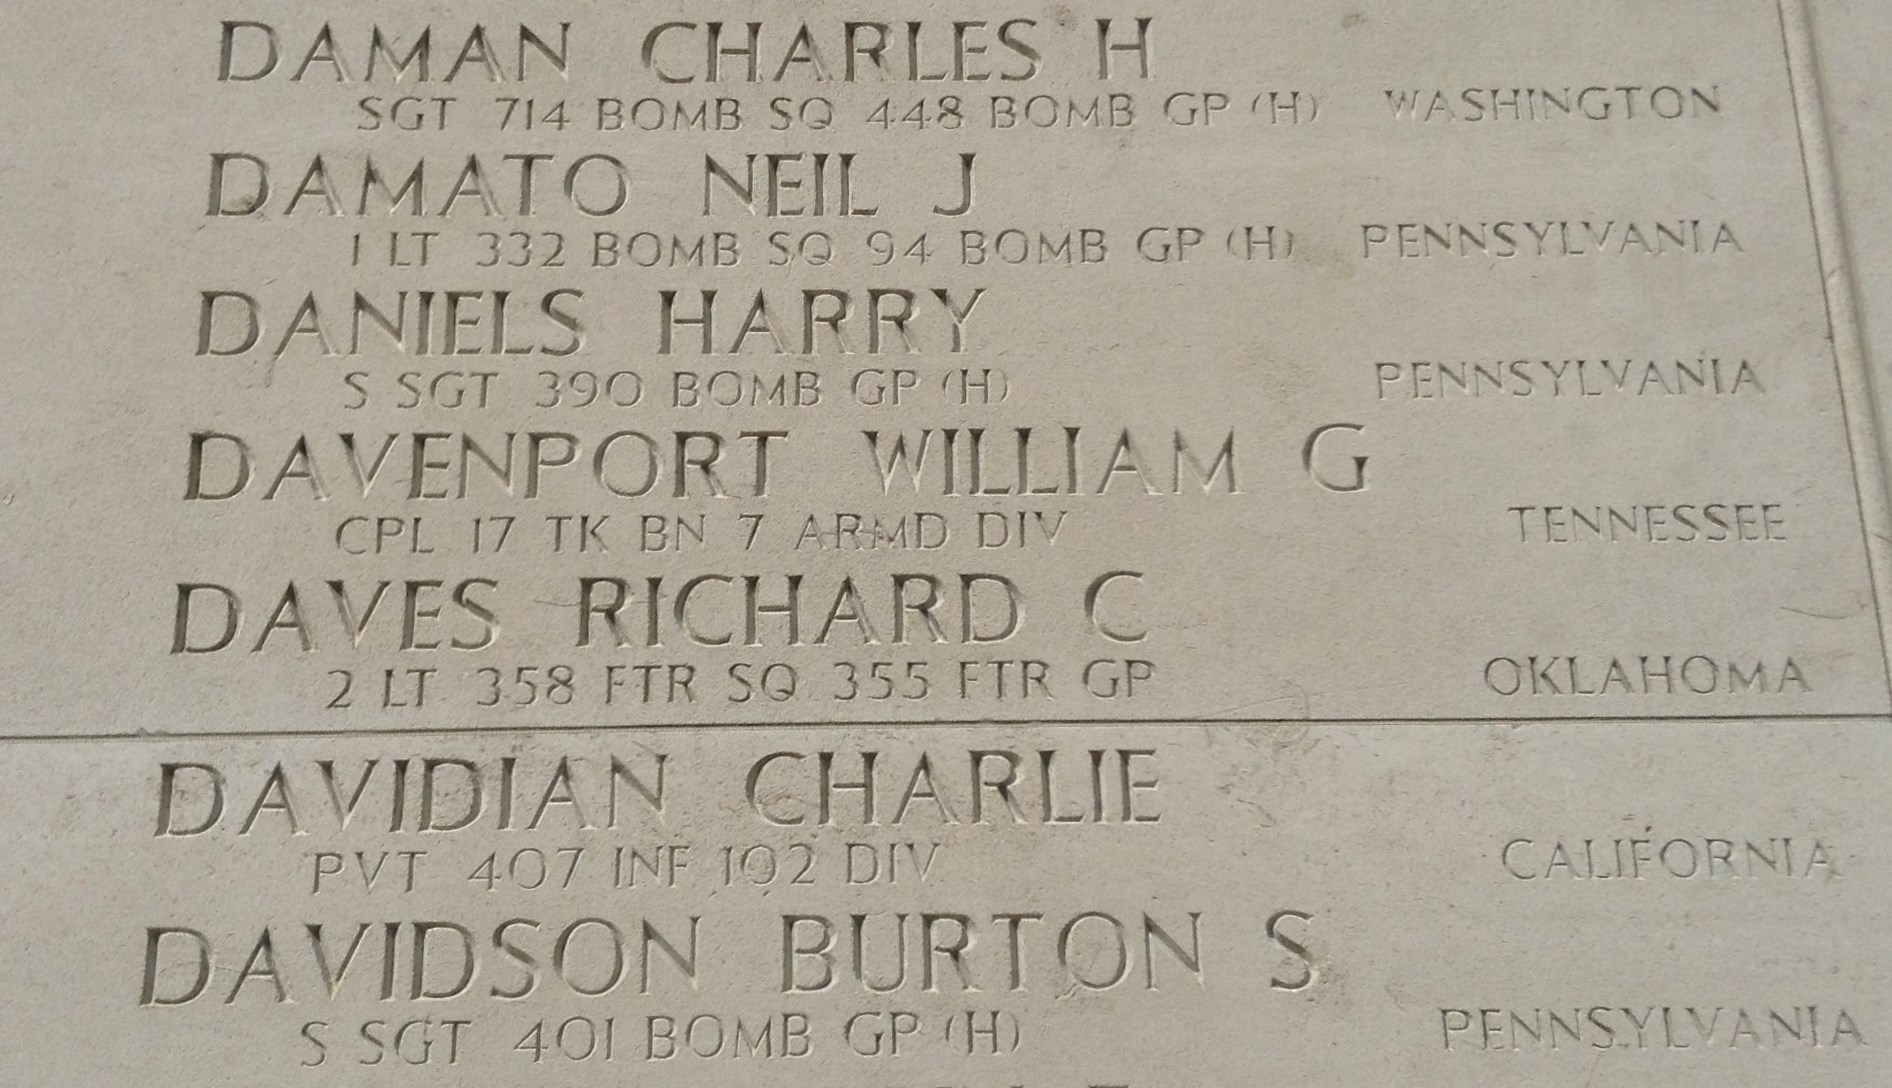 DAMAN CHARLES H
SGT 714 BOMB SQ 448 BOMB GP (H) WASHINGTON
DAMATO NEIL J
1 LT 332 BOMB SQ 94 BOMB GP (H) PENNSYLVANIA
DANIELS HARRY
S SGT 390 BOMB GP (H) PENNSYLVANIA
DAVENPORT WILLIAM G
CPL 17 TK BN 7 ARMD DIV TENNESSEE
DAVES RICHARD C
2 LT 358 FTR SQ 355 FTR GP OKLAHOMA
DAVIDIAN CHARLIE
PVT 407 INF 102 DIV CALIFORNIA
DAVIDSON BURTON S
S SGT 401 BOMB GP (H) PENNSYLVANIA